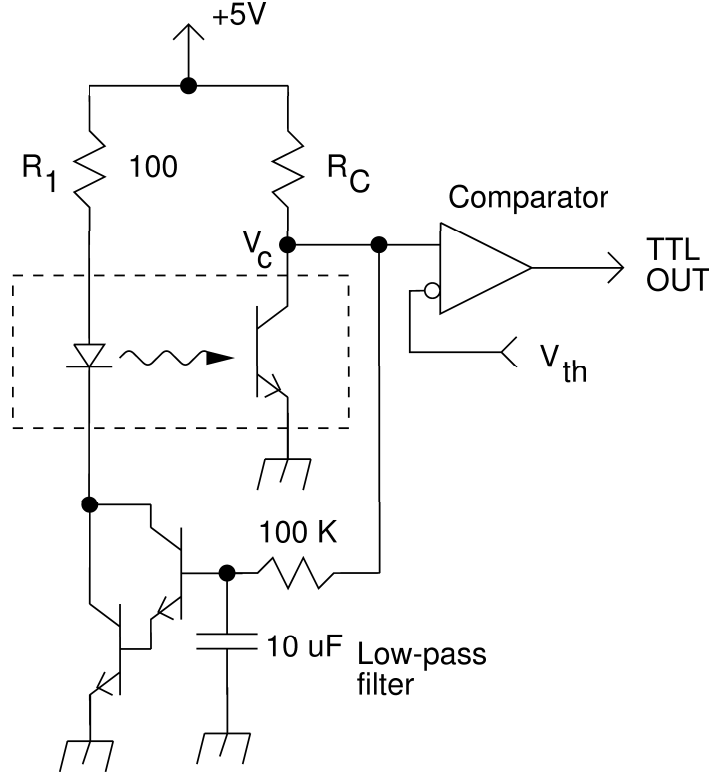 +5V
R1
100
RC
Comparator
Vc
TTL
OUT
Vth
100 K
10 uF
Low-pass
filter